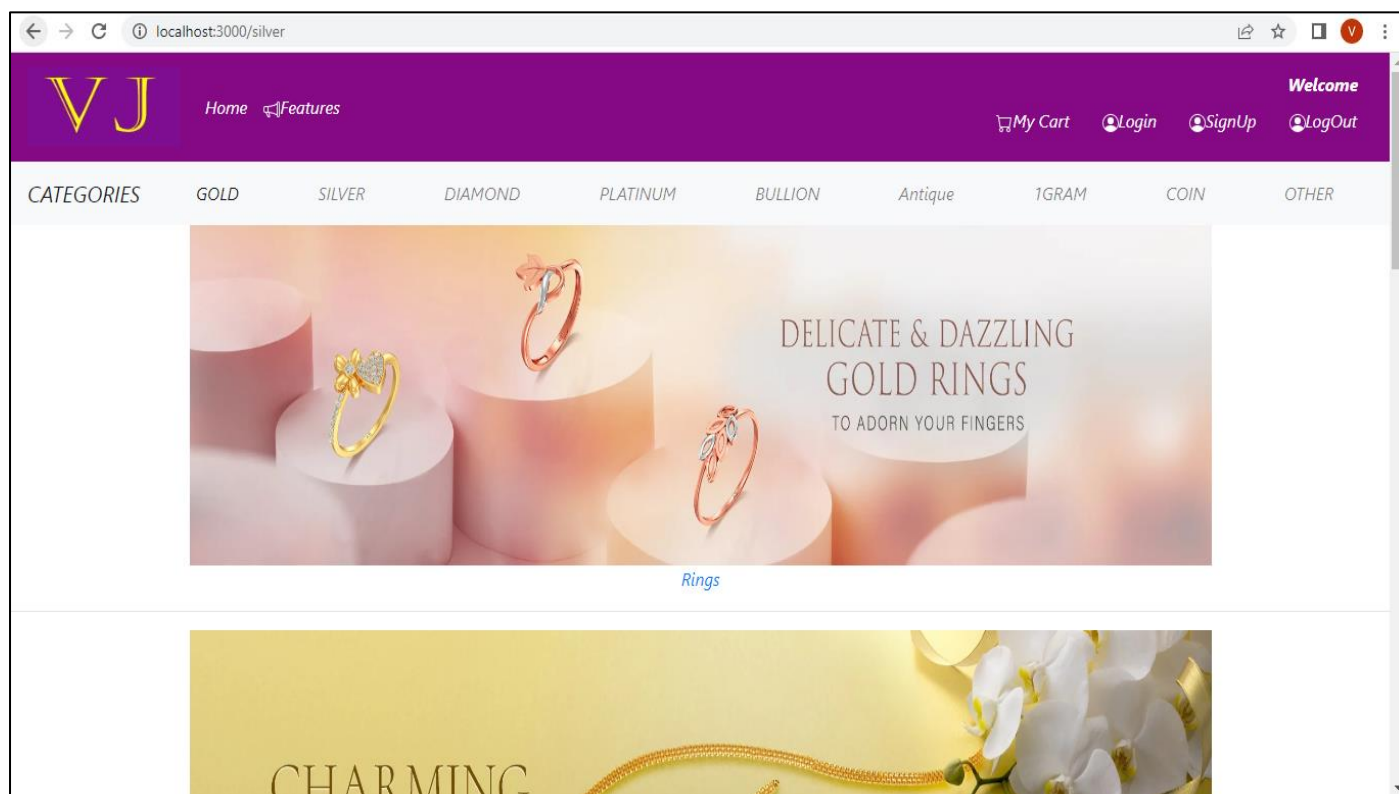 localhost:3000/silver
V
VJ
Home Features
Welcome
My Cart Login SignUp LogOut
CATEGORIES GOLD SILVER DIAMOND PLATINUM BULLION Antique 1GRAM COIN OTHER
DELICATE & DAZZLING
GOLD RINGS
TO ADORN YOUR FINGERS
Rings
CHARMING